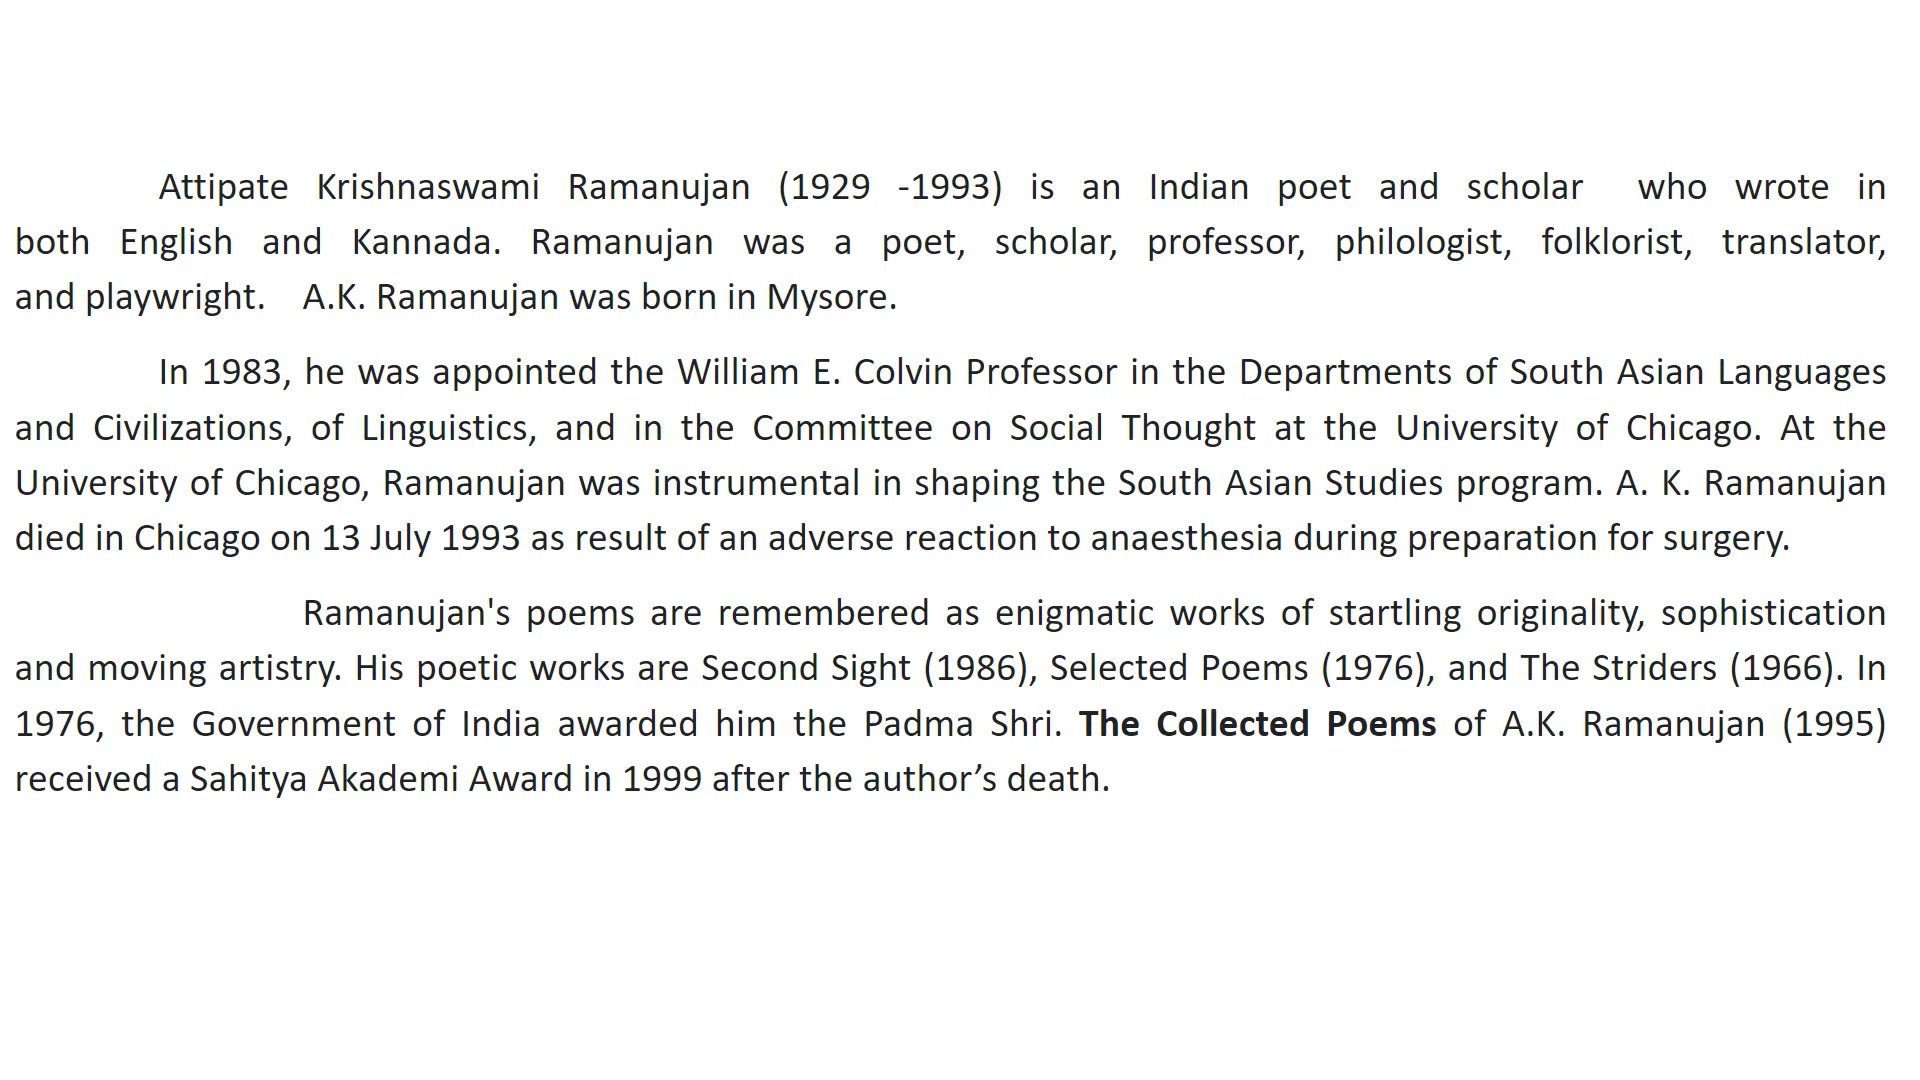 Attipate Krishnaswami Ramanujan (1929 -1993) is an Indian poet and scholar who wrote in
both English and Kannada. Ramanujan was a poet, scholar, professor, philologist, folklorist, translator,
and playwright. A.K. Ramanujan was born in Mysore.
In 1983, he was appointed the William E. Colvin Professor in the Departments of South Asian Languages
and Civilizations, of Linguistics, and in the Committee on Social Thought at the University of Chicago. At the
University of Chicago, Ramanujan was instrumental in shaping the South Asian Studies program. A. K. Ramanujan
died in Chicago on 13 July 1993 as result of an adverse reaction to anaesthesia during preparation for surgery.
Ramanujan's poems are remembered as enigmatic works of startling originality, sophistication
and moving artistry. His poetic works are Second Sight (1986), Selected Poems (1976), and The Striders (1966). In
1976, the Government of India awarded him the Padma Shri. The Collected Poems of A.K. Ramanujan (1995)
received a Sahitya Akademi Award in 1999 after the author’s death.